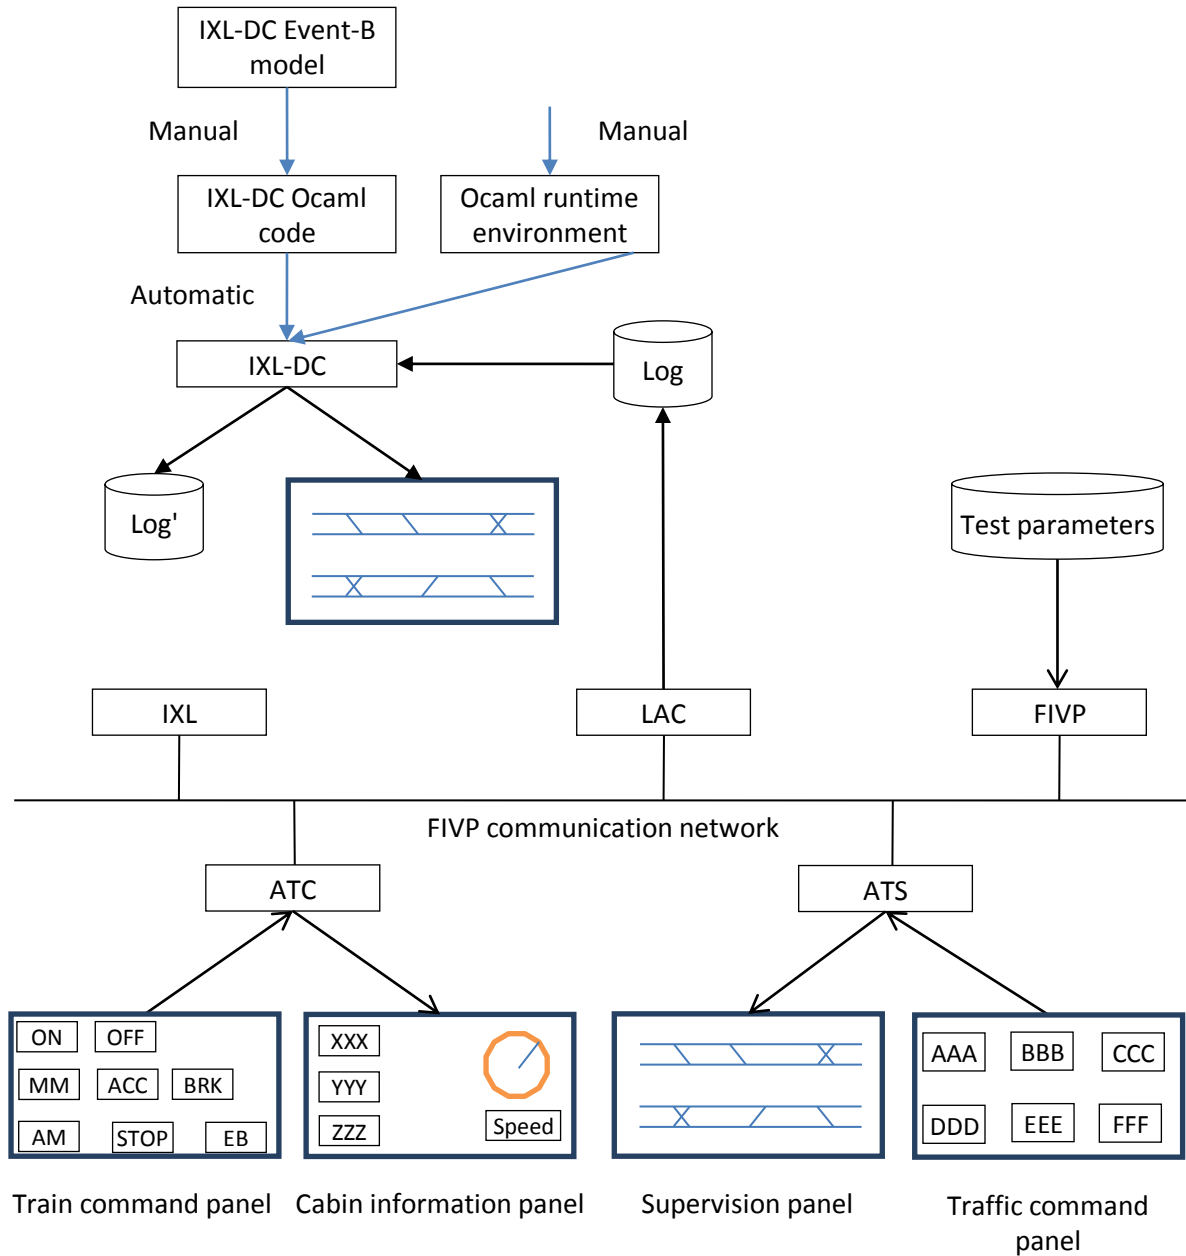 IXL-DC Event-B
model
Manual
Manual
IXL-DC Ocaml
code
Ocaml runtime
environment
Automatic
IXL-DC
Log
Log'
Test parameters
IXL
LAC
FIVP
FIVP communication network
ATC
ATS
ON
OFF
MM
ACC
BRK
AM
STOP
EB
XXX
YYY
ZZZ
Speed
AAA
BBB
CCC
DDD
EEE
FFF
Train command panel
Cabin information panel
Supervision panel
Traffic command
panel